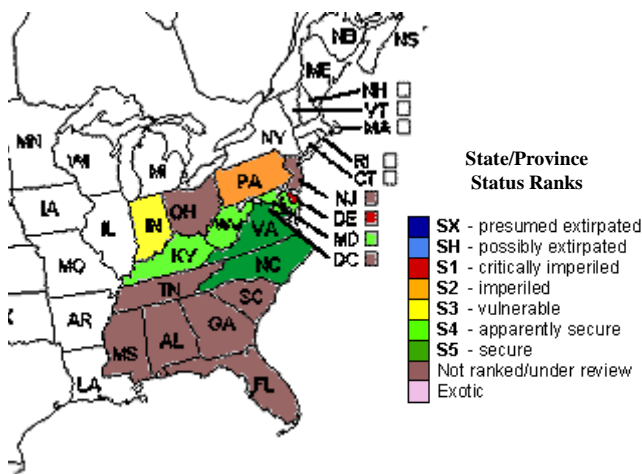 NB
NS
ME
NH
VT
MA
MN
WI
MI
NY
RI
CT
PA
NJ
DE
MD
DC
IA
IL
IN
OH
WV
VA
MO
KY
NC
TN
SC
AR
MS
AL
GA
LA
FL
State/Province
Status Ranks
SX - presumed extirpated
SH - possibly extirpated
S1 - critically imperiled
S2 - imperiled
S3 - vulnerable
S4 - apparently secure
S5 - secure
Not ranked/under review
Exotic